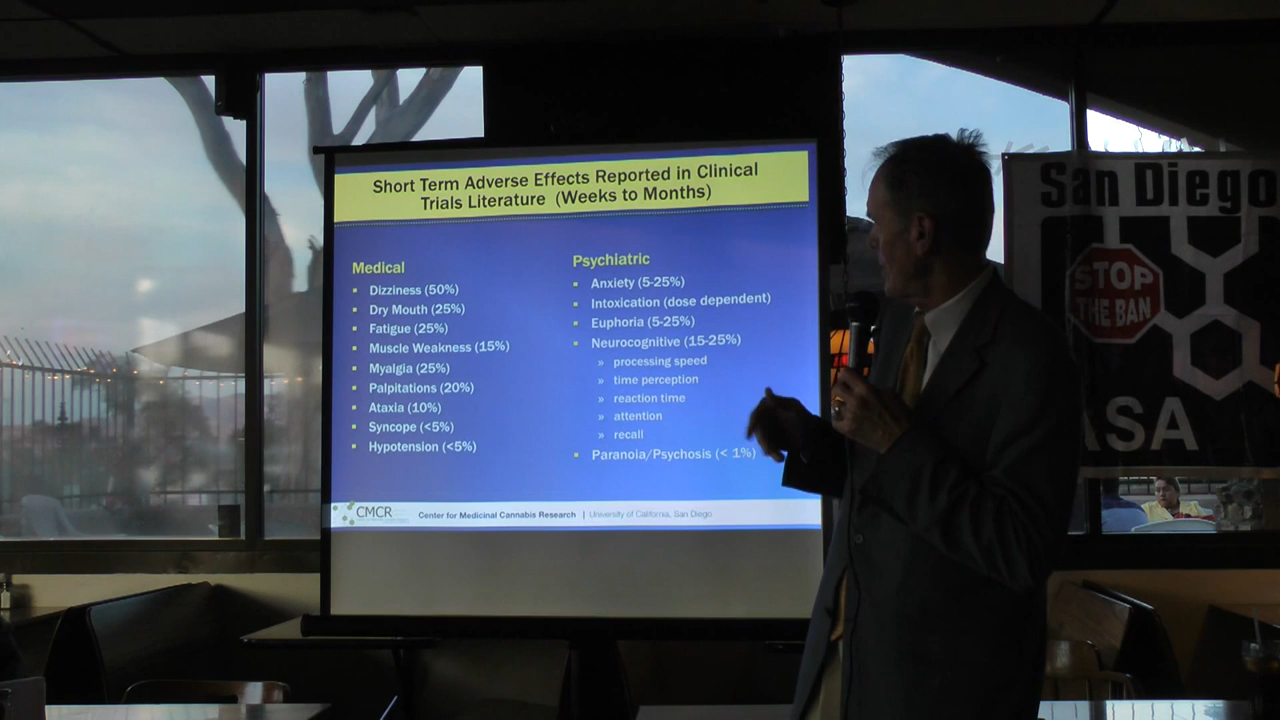 Short Term Adverse Effects Reported in Clinical
Trials Literature (Weeks to Months)
Medical
Dizziness (50%)
Dry Mouth (25%)
Fatigue (25%)
Muscle Weakness (15%)
Myalgia (25%)
Palpitations (20%)
Ataxia (10%)
Syncope (<5%)
Hypotension (<5%)
Psychiatric
Anxiety (5-25%)
Intoxication (dose dependent)
Euphoria (5-25%)
Neurocognitive (15-25%)
» processing speed
» time perception
» reaction time
» attention
» recall
Paranoia/Psychosis (< 1%)
CMCR
Center for Medicinal Cannabis Research | University of California, San Diego
San Diego
STOP
THE BAN
ASA